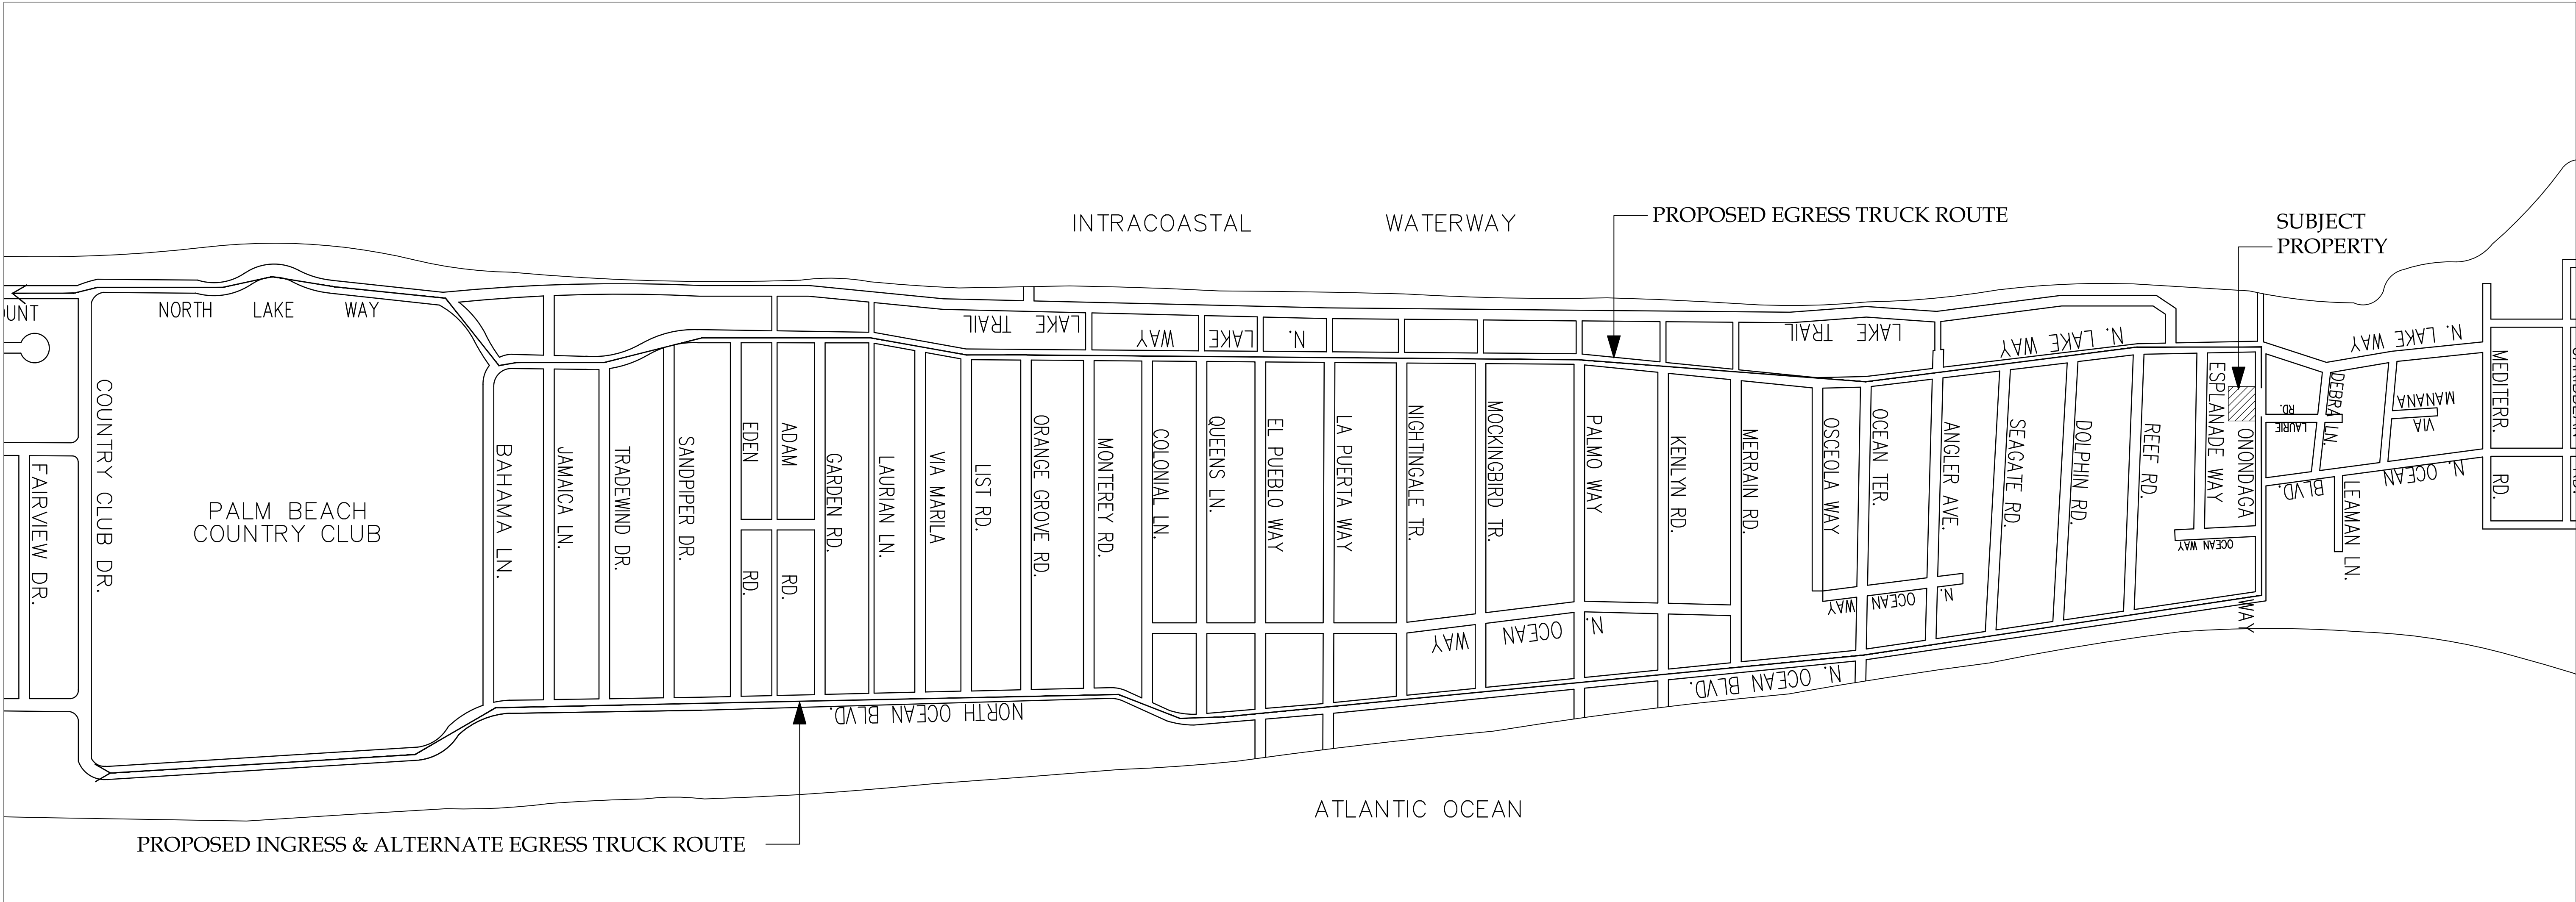 INTRACOASTAL WATERWAY
PROPOSED EGRESS TRUCK ROUTE
SUBJECT
PROPERTY
OUNT
NORTH LAKE WAY
LAKE TRAIL
N. LAKE WAY
LAKE TRAIL
N. LAKE WAY
N. LAKE WAY
FAIRVIEW DR.
COUNTRY CLUB DR.
PALM BEACH
COUNTRY CLUB
BAHAMA LN.
JAMAICA LN.
TRADEWIND DR.
SANDPIPER DR.
EDEN RD.
ADAM RD.
GARDEN RD.
LAURIAN LN.
VIA MARILA
LIST RD.
ORANGE GROVE RD.
MONTEREY RD.
COLONIAL LN.
QUEENS LN.
EL PUEBLO WAY
LA PUERTA WAY
NIGHTINGALE TR.
MOCKINGBIRD TR.
PALMO WAY
KENLYN RD.
MERRAIN RD.
OSCEOLA WAY
OCEAN TER.
ANGLER AVE.
SEAGATE RD.
DOLPHIN RD.
REEF RD.
ESPLANADE WAY
ONONDAGA WAY
LAURIE RD.
DEBRA LN.
VIA MANANA
MEDITERR. RD.
LEAMAN LN.
OCEAN WAY
N. OCEAN BLVD.
N. OCEAN WAY
N. OCEAN WAY
N. OCEAN BLVD.
NORTH OCEAN BLVD.
ATLANTIC OCEAN
PROPOSED INGRESS & ALTERNATE EGRESS TRUCK ROUTE